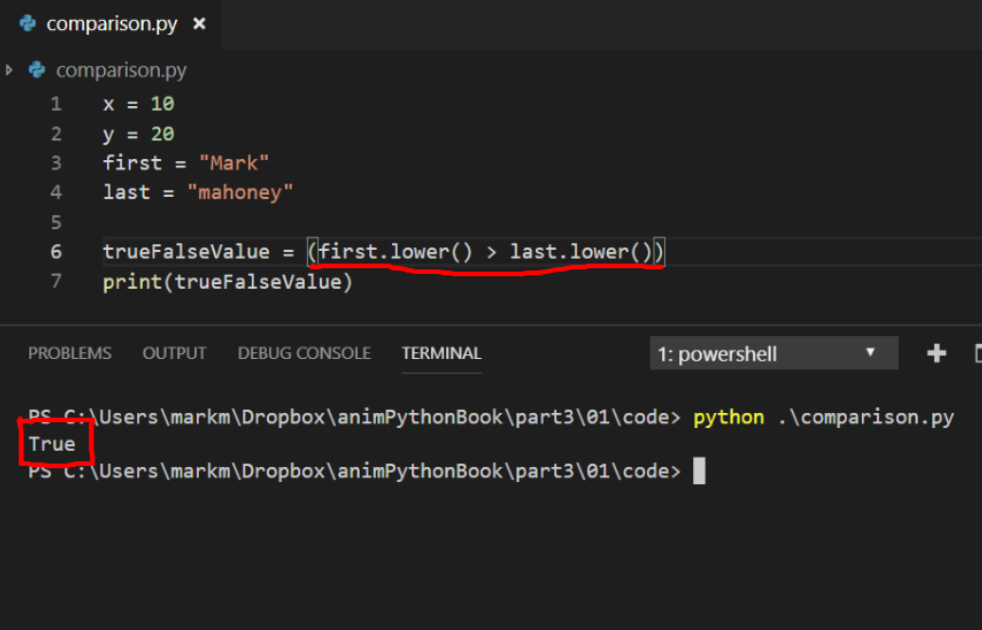 comparison.py ×
comparison.py
1 x = 10
2 y = 20
3 first = "Mark"
4 last = "mahoney"
5
6 trueFalseValue = (first.lower() > last.lower())
7 print(trueFalseValue)
PROBLEMS OUTPUT DEBUG CONSOLE TERMINAL 1: powershell
PS C:\Users\markm\Dropbox\animPythonBook\part3\01\code> python .\comparison.py
True
PS C:\Users\markm\Dropbox\animPythonBook\part3\01\code>